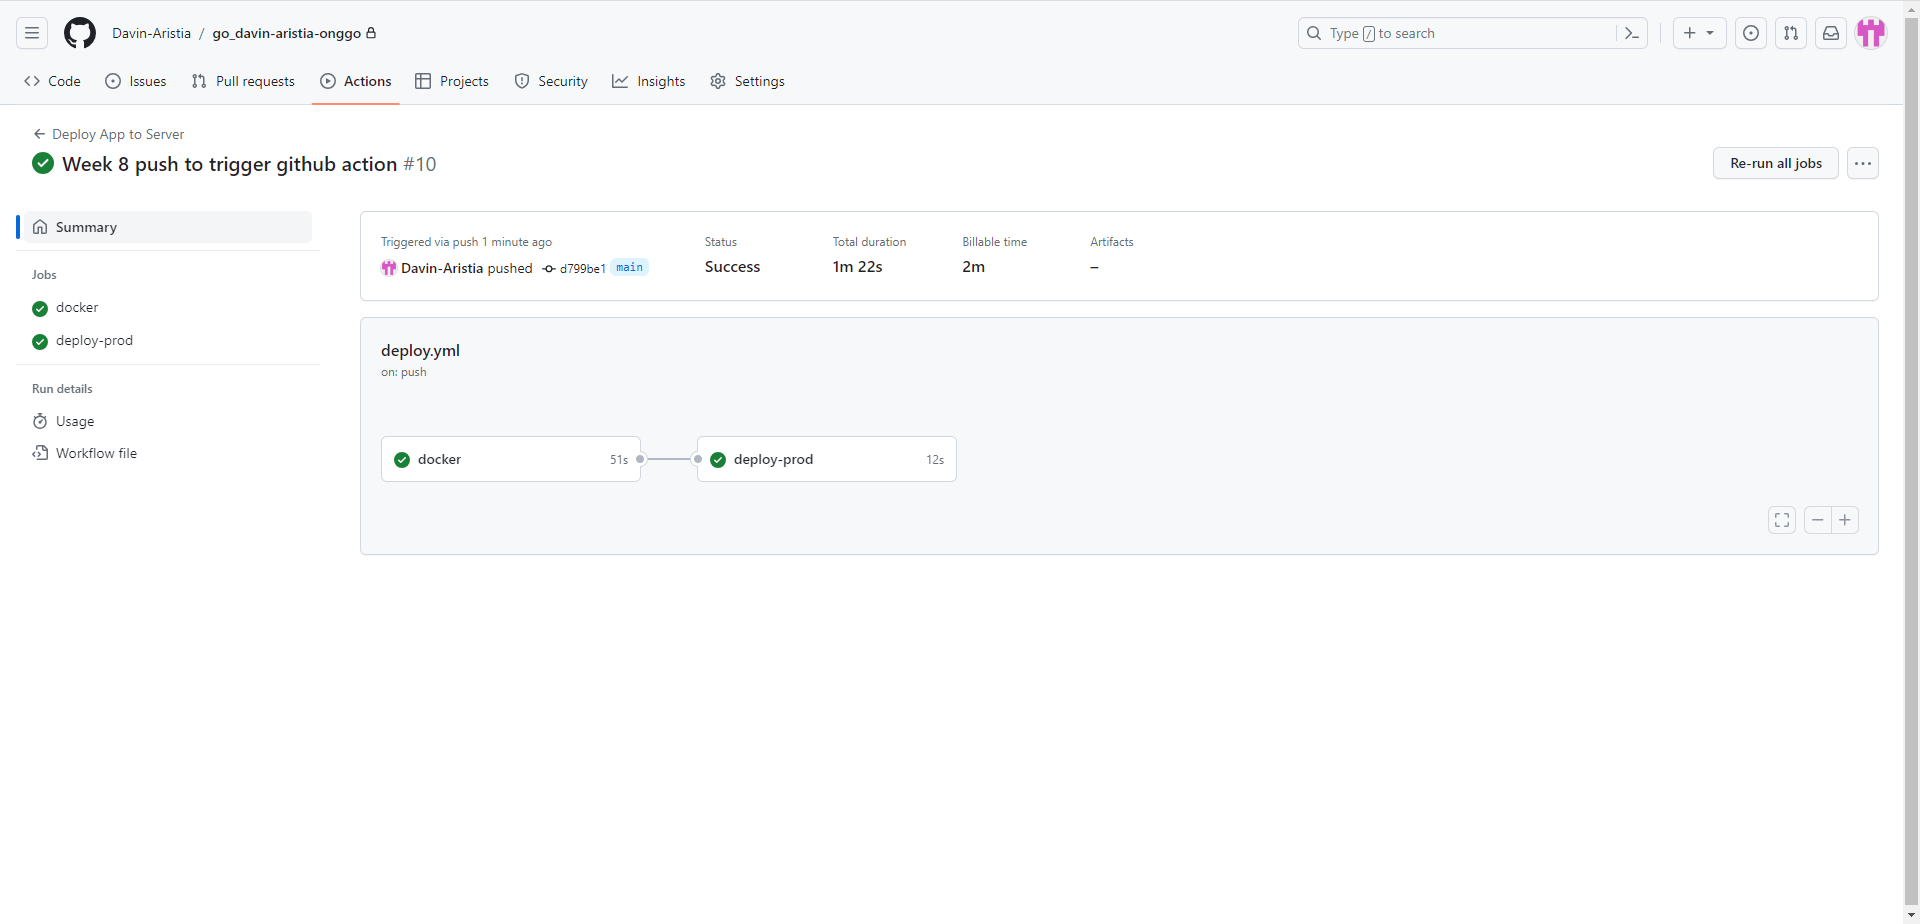 Davin-Aristia / go_davin-aristia-onggo
Type / to search
Code Issues Pull requests Actions Projects Security Insights Settings
Deploy App to Server
Week 8 push to trigger github action #10
Re-run all jobs
Summary
Jobs
docker
deploy-prod
Run details
Usage
Workflow file
Triggered via push 1 minute ago
Davin-Aristia pushed d799be1 main
Status
Success
Total duration
1m 22s
Billable time
2m
Artifacts
–
deploy.yml
on: push
docker 51s
deploy-prod 12s